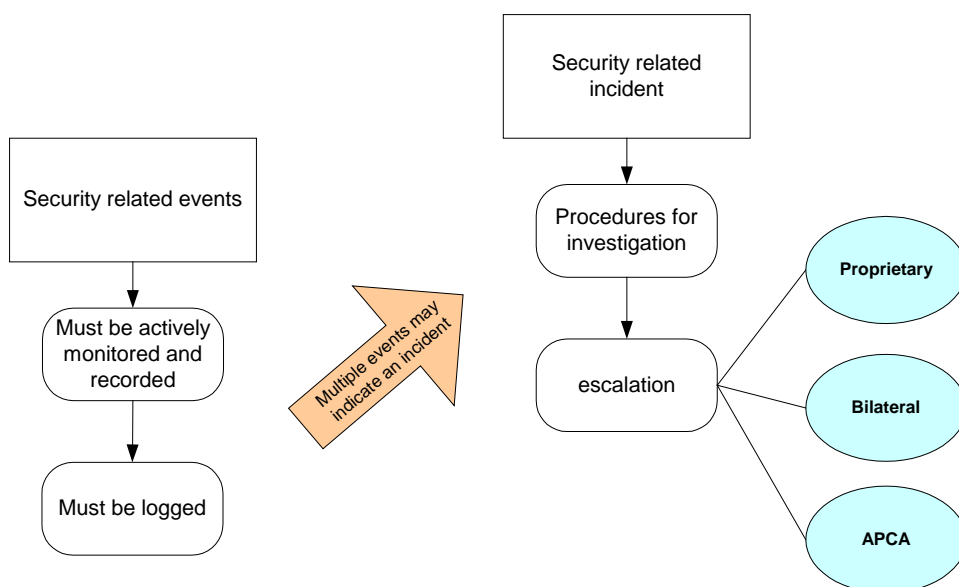 Security related events
Must be actively
monitored and
recorded
Must be logged
Multiple events may
indicate an incident
Security related
incident
Procedures for
investigation
escalation
Proprietary
Bilateral
APCA